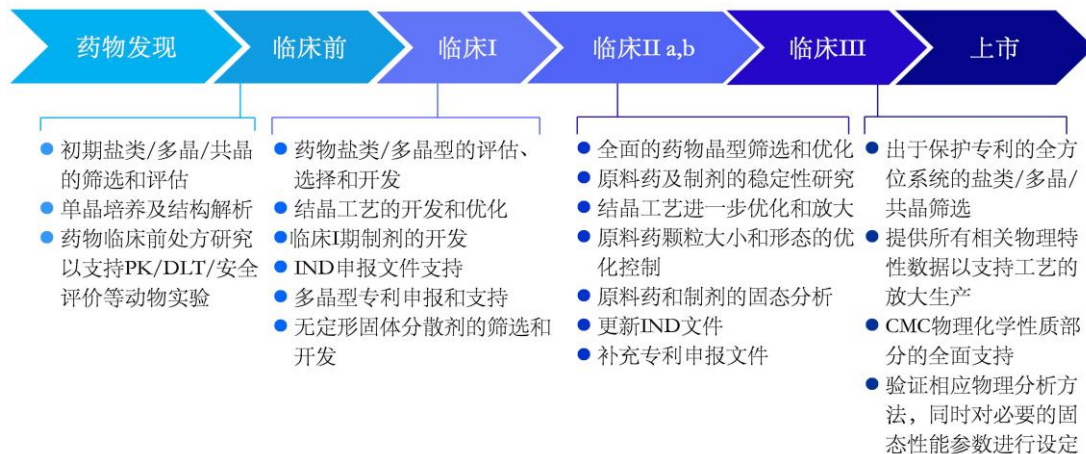 药物发现
临床前
临床I
临床II a,b
临床III
上市
● 初期盐类/多晶/共晶
的筛选和评估
● 单晶培养及结构解析
● 药物临床前处方研究
以支持PK/DLT/安全
评价等动物实验
● 药物盐类/多晶型的评估、
选择和开发
● 结晶工艺的开发和优化
● 临床I期制剂的开发
● IND申报文件支持
● 多晶型专利申报和支持
● 无定形固体分散剂的筛选和
开发
● 全面的药物晶型筛选和优化
● 原料药及制剂的稳定性研究
● 结晶工艺进一步优化和放大
● 原料药颗粒大小和形态的优
化控制
● 原料药和制剂的固态分析
● 更新IND文件
● 补充专利申报文件
● 出于保护专利的全方
位系统的盐类/多晶/
共晶筛选
● 提供所有相关物理特
性数据以支持工艺的
放大生产
● CMC物理化学性质部
分的全面支持
● 验证相应物理分析方
法，同时对必要的固
态性能参数进行设定